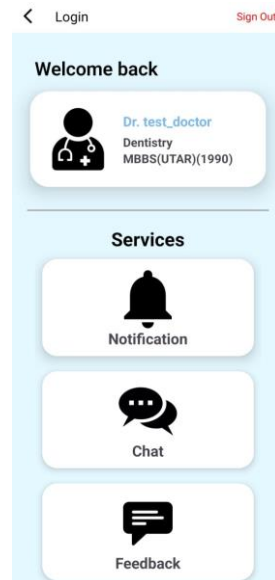 Login
Sign Out
Welcome back
Dr. test_doctor
Dentistry
MBBS(UTAR)(1990)
Services
Notification
Chat
Feedback